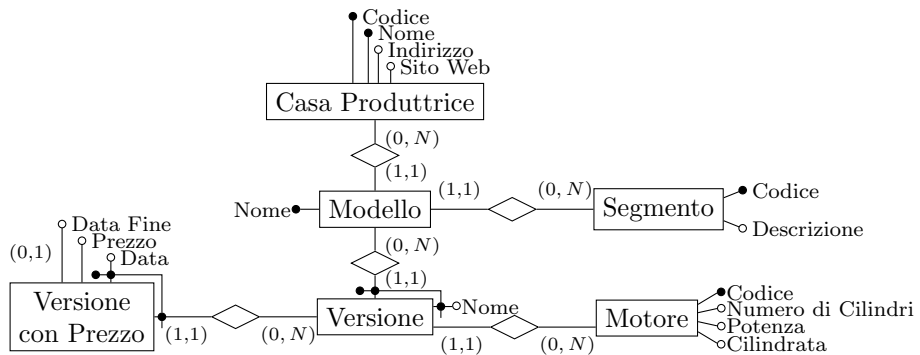 Codice
Nome
Indirizzo
Sito Web
Casa Produttrice
(0, N)
(1,1)
Nome
Modello
(1,1)
(0, N)
Segmento
Codice
Descrizione
(0, N)
(1,1)
Data Fine
(0,1)
Prezzo
Data
Versione
con Prezzo
(1,1)
(0, N)
Versione
Nome
(1,1)
(0, N)
Motore
Codice
Numero di Cilindri
Potenza
Cilindrata